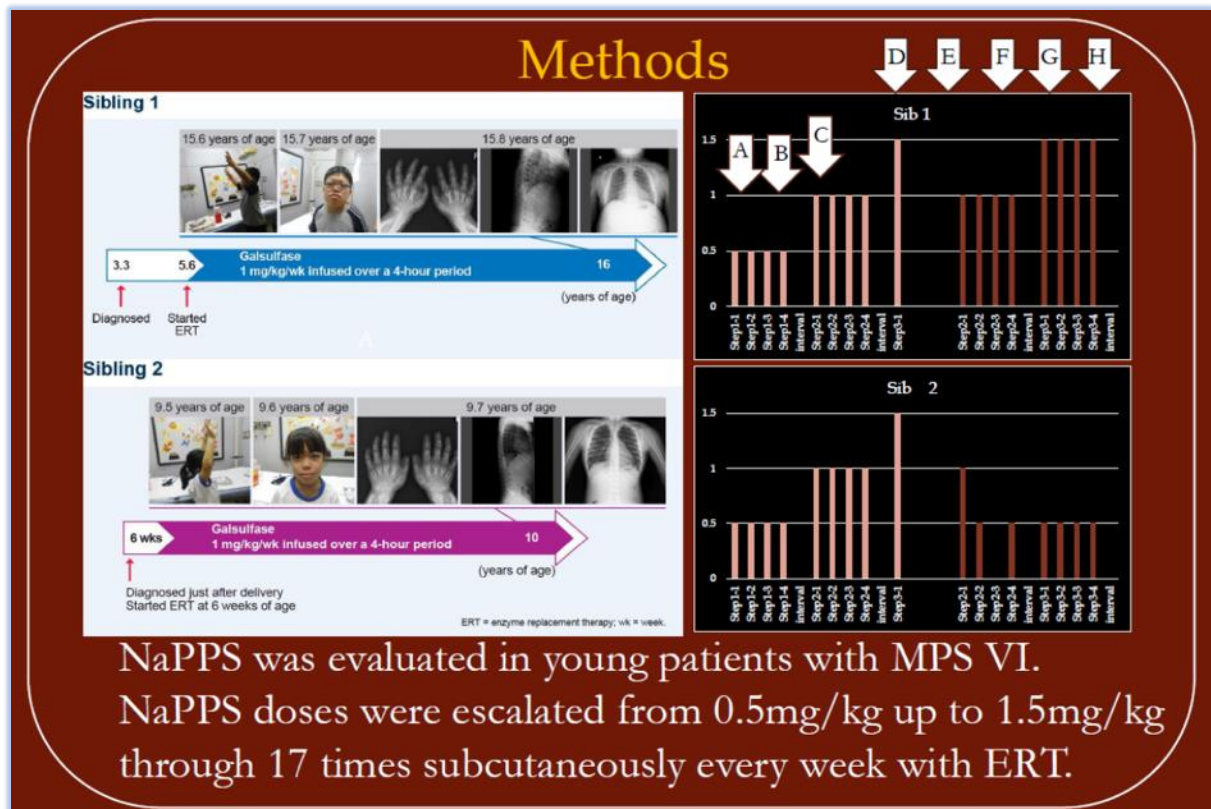 Methods
D E F G H
Sibling 1
15.6 years of age 15.7 years of age 15.8 years of age
3.3 5.6 Galsulfase
1 mg/kg/wk infused over a 4-hour period 16
(years of age)
Diagnosed Started
ERT
A
Sibling 2
9.5 years of age 9.6 years of age 9.7 years of age
6 wks Galsulfase
1 mg/kg/wk infused over a 4-hour period 10
(years of age)
Diagnosed just after delivery
Started ERT at 6 weeks of age
ERT = enzyme replacement therapy; wk = week.
Sib 1
A B C
1.5
1
0.5
0
Step1-1 Step1-2 Step1-3 Step1-4 interval Step2-1 Step2-2 Step2-3 Step2-4 interval Step3-1 Step2-1 Step2-2 Step2-3 Step2-4 interval Step3-1 Step3-2 Step3-3 Step3-4 interval
Sib 2
1.5
1
0.5
0
Step1-1 Step1-2 Step1-3 Step1-4 interval Step2-1 Step2-2 Step2-3 Step2-4 interval Step3-1 Step2-1 Step2-2 Step2-3 Step2-4 interval Step3-1 Step3-2 Step3-3 Step3-4 interval
NaPPS was evaluated in young patients with MPS VI.
NaPPS doses were escalated from 0.5mg/kg up to 1.5mg/kg
through 17 times subcutaneously every week with ERT.